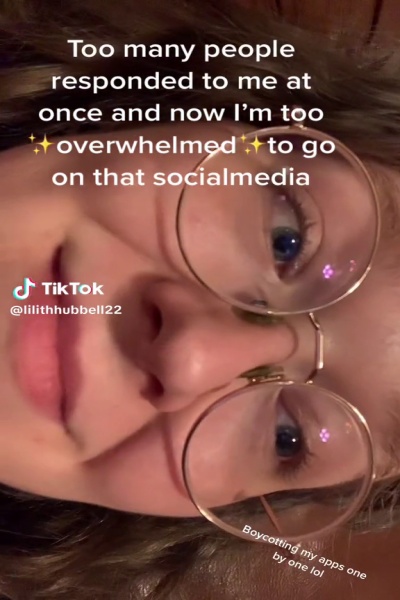 Too many people
responded to me at
once and now I'm too
✨overwhelmed✨to go
on that socialmedia
TikTok
@lilithhubbell22
Boycotting my apps one
by one lol